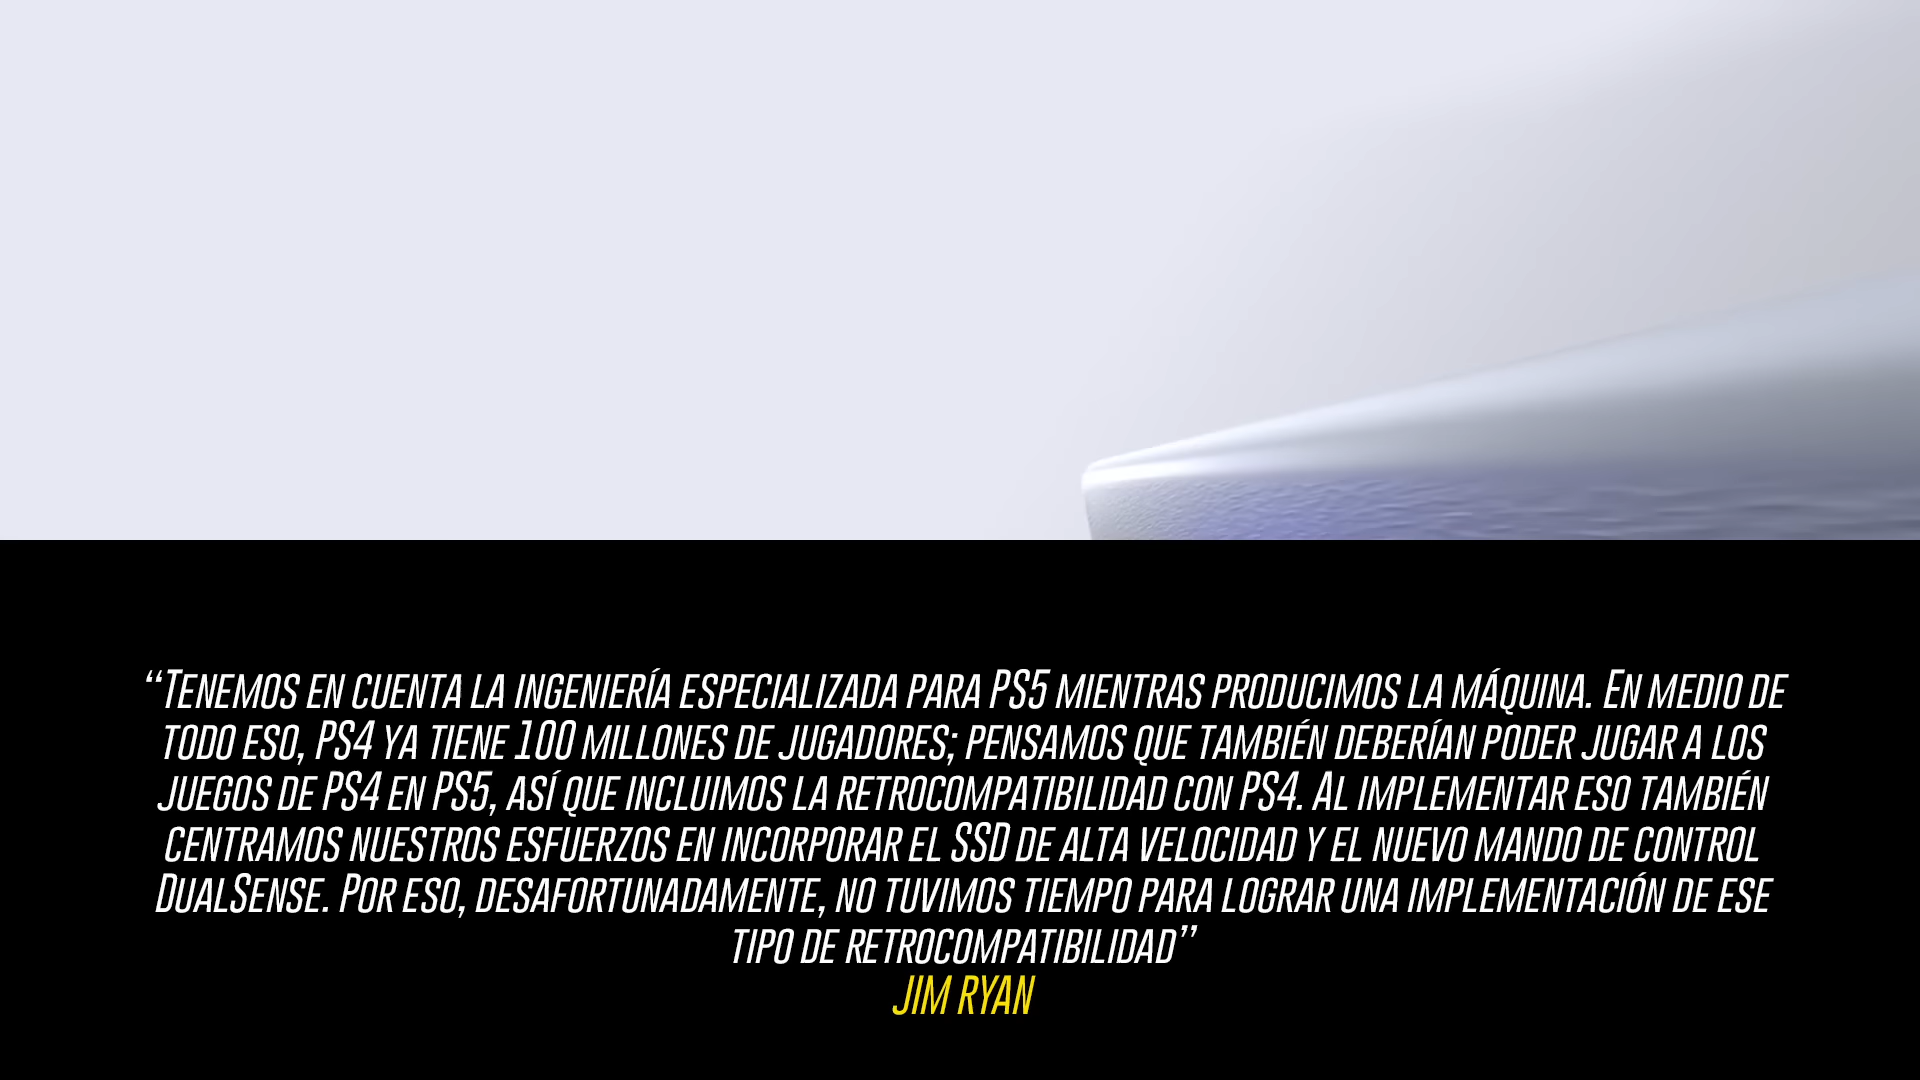 “Tenemos en cuenta la ingeniería especializada para PS5 mientras producimos la máquina. En medio de
todo eso, PS4 ya tiene 100 millones de jugadores; pensamos que también deberían poder jugar a los
juegos de PS4 en PS5, así que incluimos la retrocompatibilidad con PS4. Al implementar eso también
centramos nuestros esfuerzos en incorporar el SSD de alta velocidad y el nuevo mando de control
DualSense. Por eso, desafortunadamente, no tuvimos tiempo para lograr una implementación de ese
tipo de retrocompatibilidad”
JIM RYAN